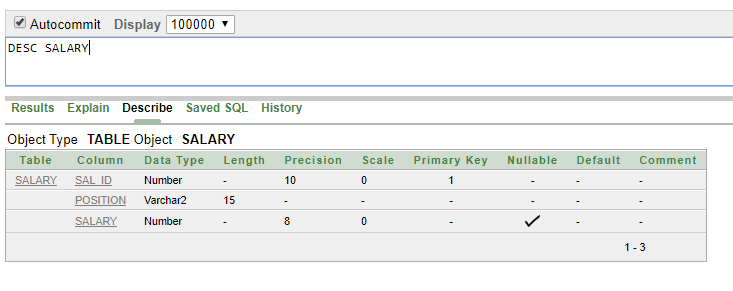 Autocommit Display 100000
DESC SALARY
Results Explain Describe Saved SQL History
Object Type TABLE Object SALARY
Table Column Data Type Length Precision Scale Primary Key Nullable Default Comment
SALARY SAL_ID Number - 10 0 1 - - -
POSITION Varchar2 15 - - - - - -
SALARY Number - 8 0 - ✓ - -
1 - 3